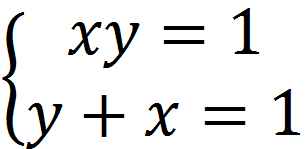 xy = 1
y + x = 1